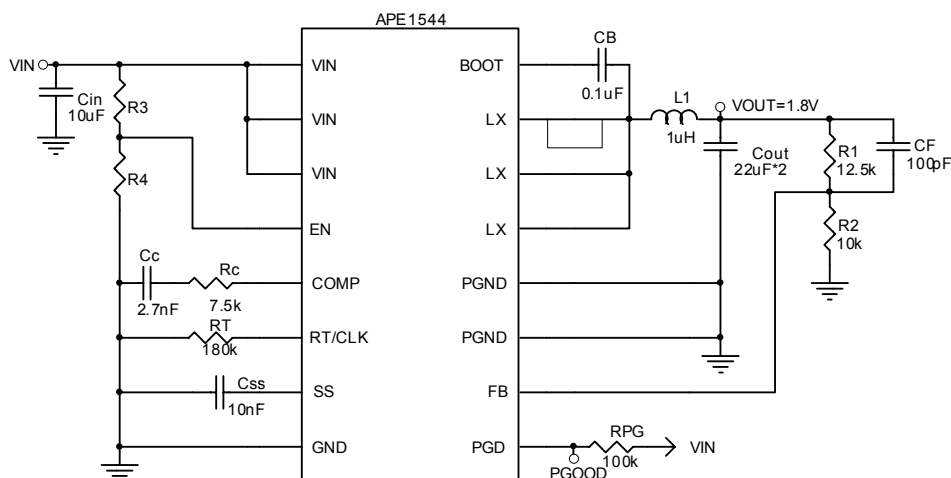 APE1544
VIN
Cin
10uF
R3
R4
VIN
VIN
VIN
EN
COMP
RT/CLK
SS
GND
Cc
2.7nF
Rc
7.5k
RT
180k
Css
10nF
BOOT
LX
LX
LX
PGND
PGND
FB
PGD
CB
0.1uF
L1
1uH
VOUT=1.8V
Cout
22uF*2
R1
12.5k
CF
100pF
R2
10k
RPG
100k
VIN
PGOOD